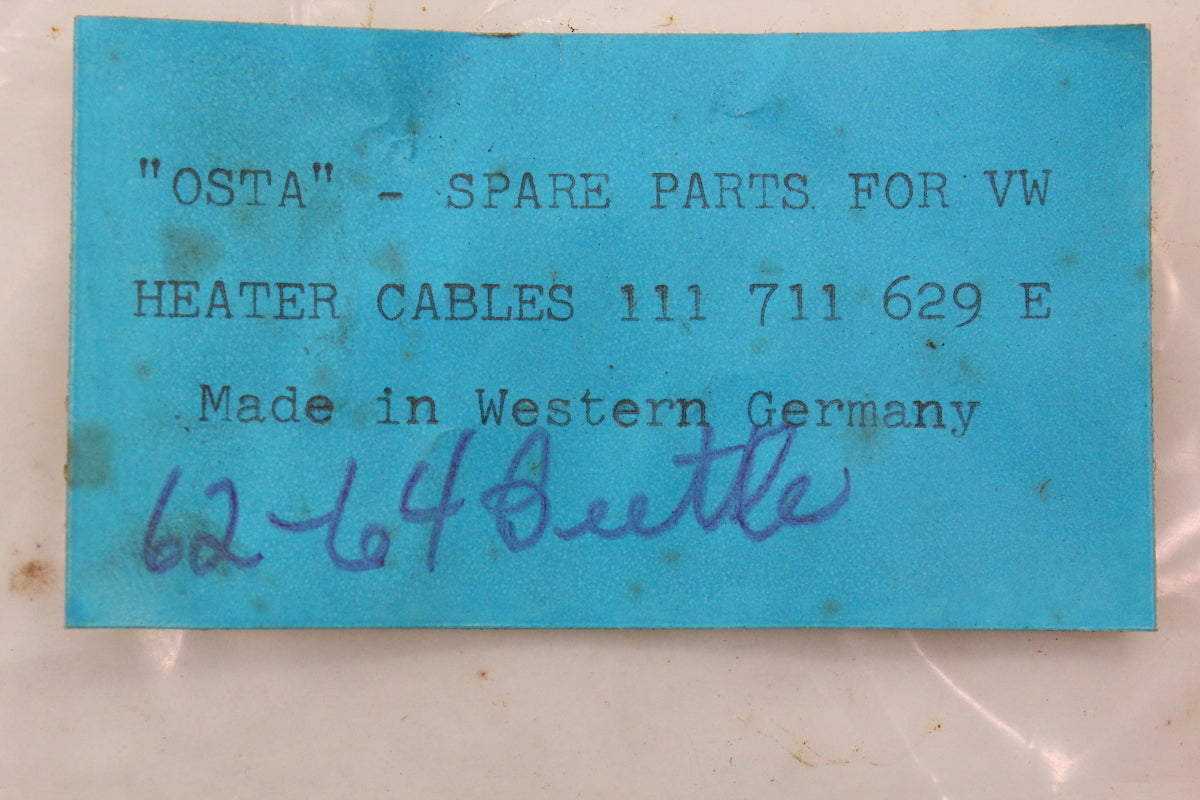 "OSTA" - SPARE PARTS FOR VW
HEATER CABLES 111 711 629 E
Made in Western Germany
62-64 Beetle